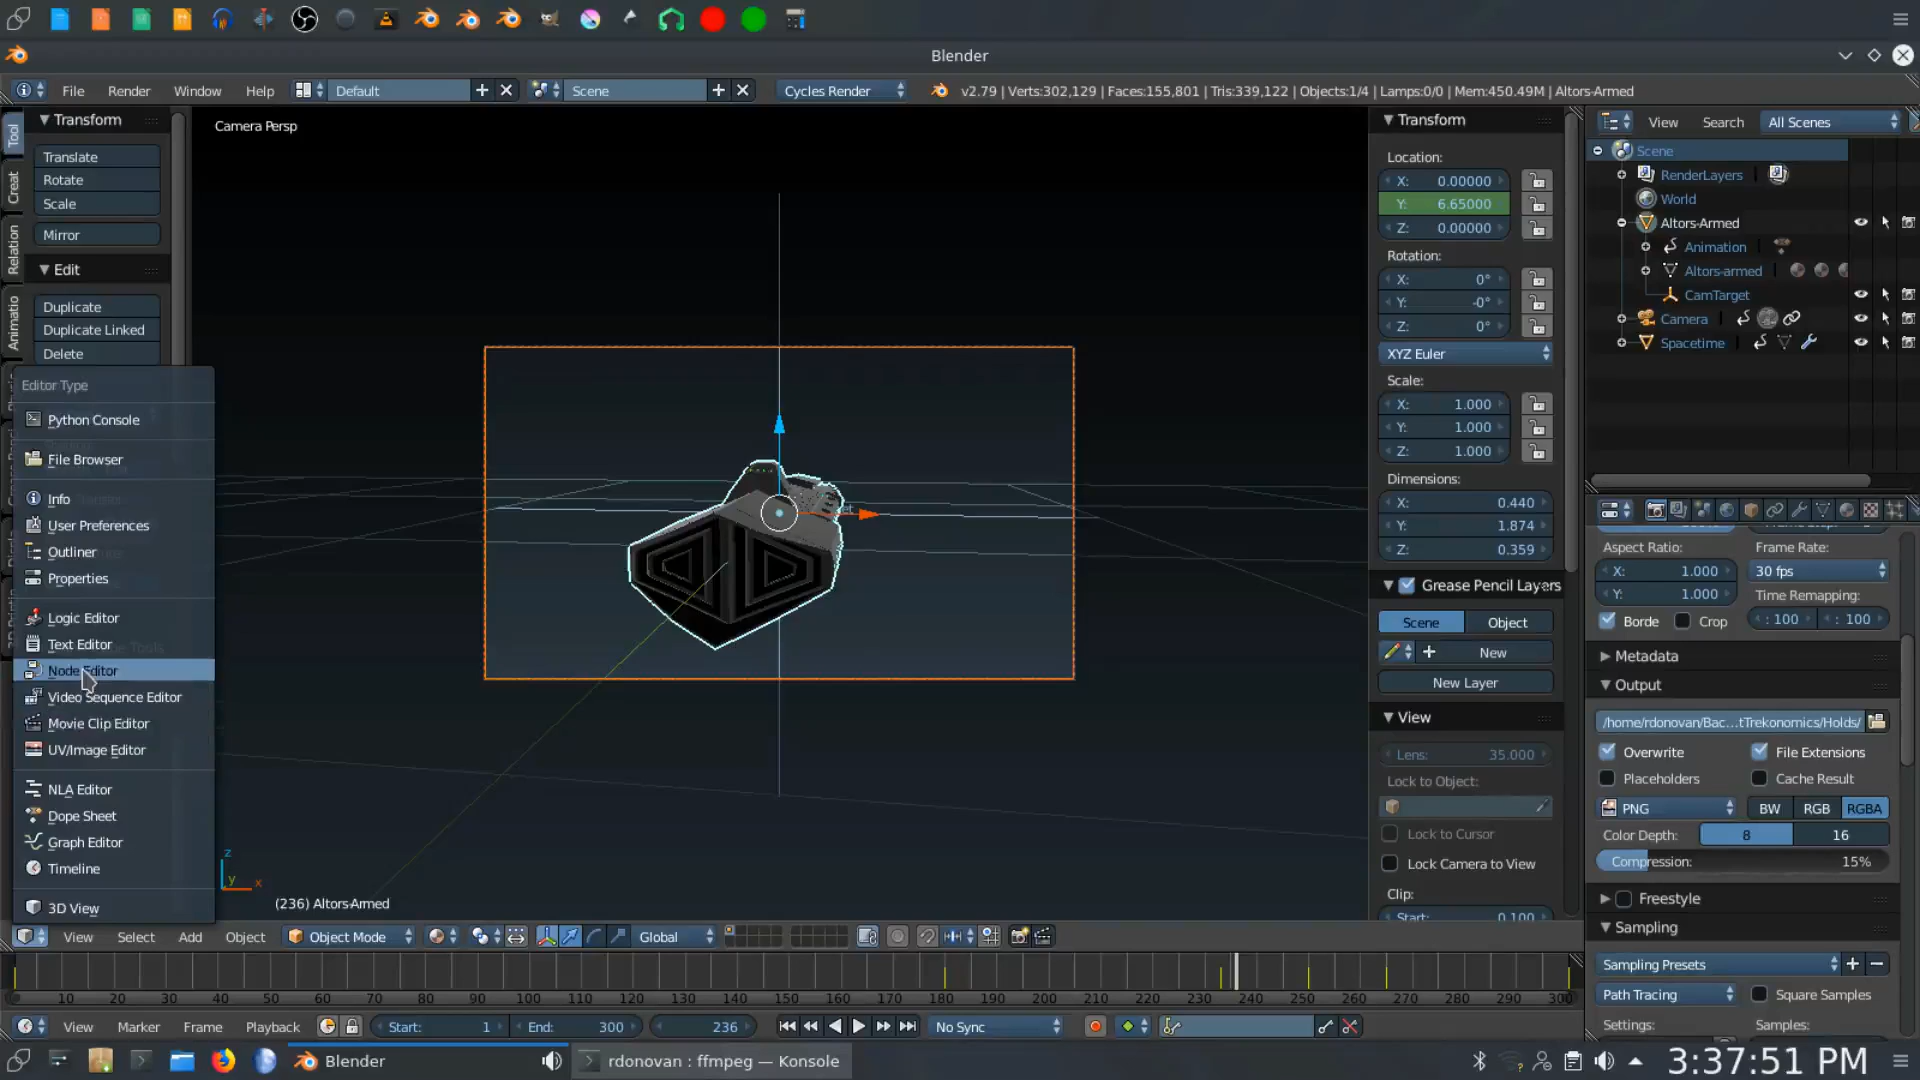 Blender
File
Render
Window
Help
Default
Scene
Cycles Render
v2.79 | Verts:302,129 | Faces:155,801 | Tris:339,122 | Objects:1/4 | Lamps:0/0 | Mem:450.49M | Altors-Armed
Tool
Creat
Relation
Animatio
Transform
Translate
Rotate
Scale
Mirror
Edit
Duplicate
Duplicate Linked
Delete
Editor Type
Python Console
File Browser
Info
User Preferences
Outliner
Properties
Logic Editor
Text Editor
Node Editor
Video Sequence Editor
Movie Clip Editor
UV/Image Editor
NLA Editor
Dope Sheet
Graph Editor
Timeline
3D View
Camera Persp
z
y
x
(236) Altors-Armed
Transform
Location:
X: 0.00000
Y: 6.65000
Z: 0.00000
Rotation:
X: 0°
Y: -0°
Z: 0°
XYZ Euler
Scale:
X: 1.000
Y: 1.000
Z: 1.000
Dimensions:
X: 0.440
Y: 1.874
Z: 0.359
Grease Pencil Layers
Scene
Object
New
New Layer
View
Lens: 35.000
Lock to Object:
Lock to Cursor
Lock Camera to View
Clip:
Start: 0.100
View
Search
All Scenes
Scene
RenderLayers
World
Altors-Armed
Animation
Altors-armed
CamTarget
Camera
Spacetime
Aspect Ratio:
Frame Rate:
X: 1.000
30 fps
Y: 1.000
Time Remapping:
Borde
Crop
: 100
: 100
Metadata
Output
/home/rdonovan/Bac...tTrekonomics/Holds/
Overwrite
File Extensions
Placeholders
Cache Result
PNG
BW
RGB
RGBA
Color Depth:
8
16
Compression: 15%
Freestyle
Sampling
Sampling Presets
Path Tracing
Square Samples
Settings:
Samples:
View
Select
Add
Object
Object Mode
Global
10 20 30 40 50 60 70 80 90 100 110 120 130 140 150 160 170 180 190 200 210 220 230 240 250 260 270 280 290 300
View
Marker
Frame
Playback
Start: 1
End: 300
236
No Sync
Blender
rdonovan : ffmpeg — Konsole
3:37:51 PM